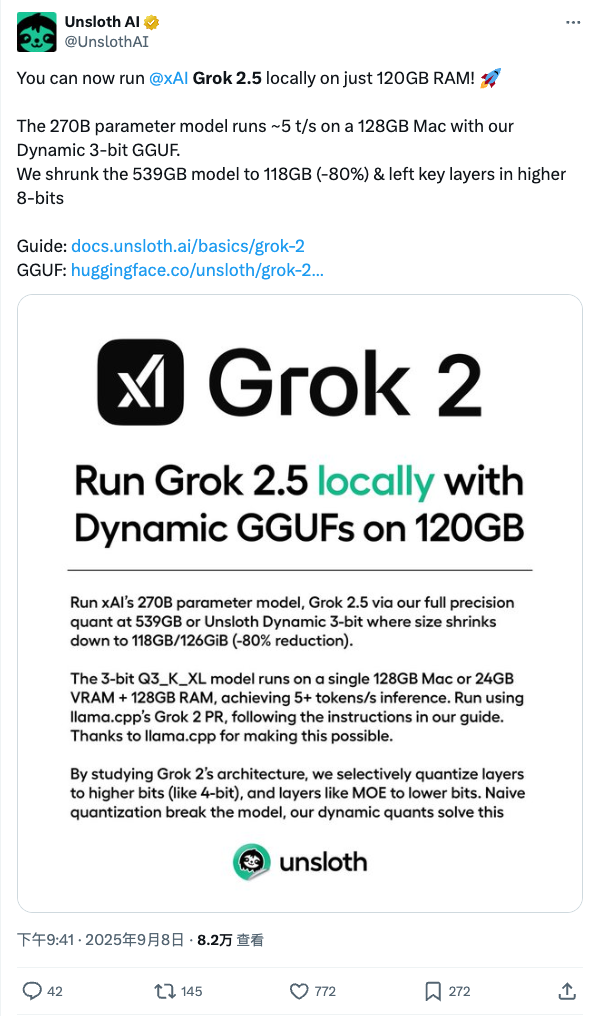 Unsloth AI
@UnslothAI
You can now run @xAI Grok 2.5 locally on just 120GB RAM! 🚀
The 270B parameter model runs ~5 t/s on a 128GB Mac with our
Dynamic 3-bit GGUF.
We shrunk the 539GB model to 118GB (-80%) & left key layers in higher
8-bits
Guide: docs.unsloth.ai/basics/grok-2
GGUF: huggingface.co/unsloth/grok-2...
xI Grok 2
Run Grok 2.5 locally with
Dynamic GGUFs on 120GB
Run xAI's 270B parameter model, Grok 2.5 via our full precision
quant at 539GB or Unsloth Dynamic 3-bit where size shrinks
down to 118GB/126GiB (-80% reduction).
The 3-bit Q3_K_XL model runs on a single 128GB Mac or 24GB
VRAM + 128GB RAM, achieving 5+ tokens/s inference. Run using
llama.cpp's Grok 2 PR, following the instructions in our guide.
Thanks to llama.cpp for making this possible.
By studying Grok 2's architecture, we selectively quantize layers
to higher bits (like 4-bit), and layers like MOE to lower bits. Naive
quantization break the model, our dynamic quants solve this
unsloth
下午9:41 · 2025年9月8日 · 8.2万 查看
42 145 772 272